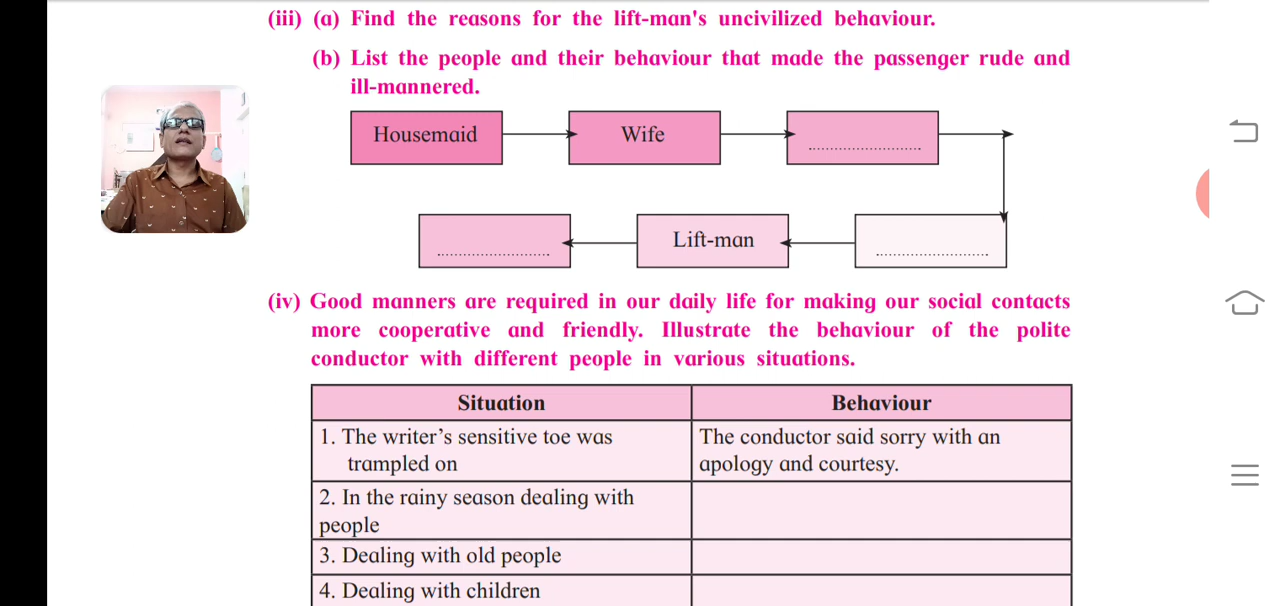 (iii) (a) Find the reasons for the lift-man's uncivilized behaviour.
(b) List the people and their behaviour that made the passenger rude and
ill-mannered.
Housemaid
Wife
........................
........................
Lift-man
........................
(iv) Good manners are required in our daily life for making our social contacts
more cooperative and friendly. Illustrate the behaviour of the polite
conductor with different people in various situations.
Situation
Behaviour
1. The writer’s sensitive toe was
trampled on
The conductor said sorry with an
apology and courtesy.
2. In the rainy season dealing with
people
3. Dealing with old people
4. Dealing with children